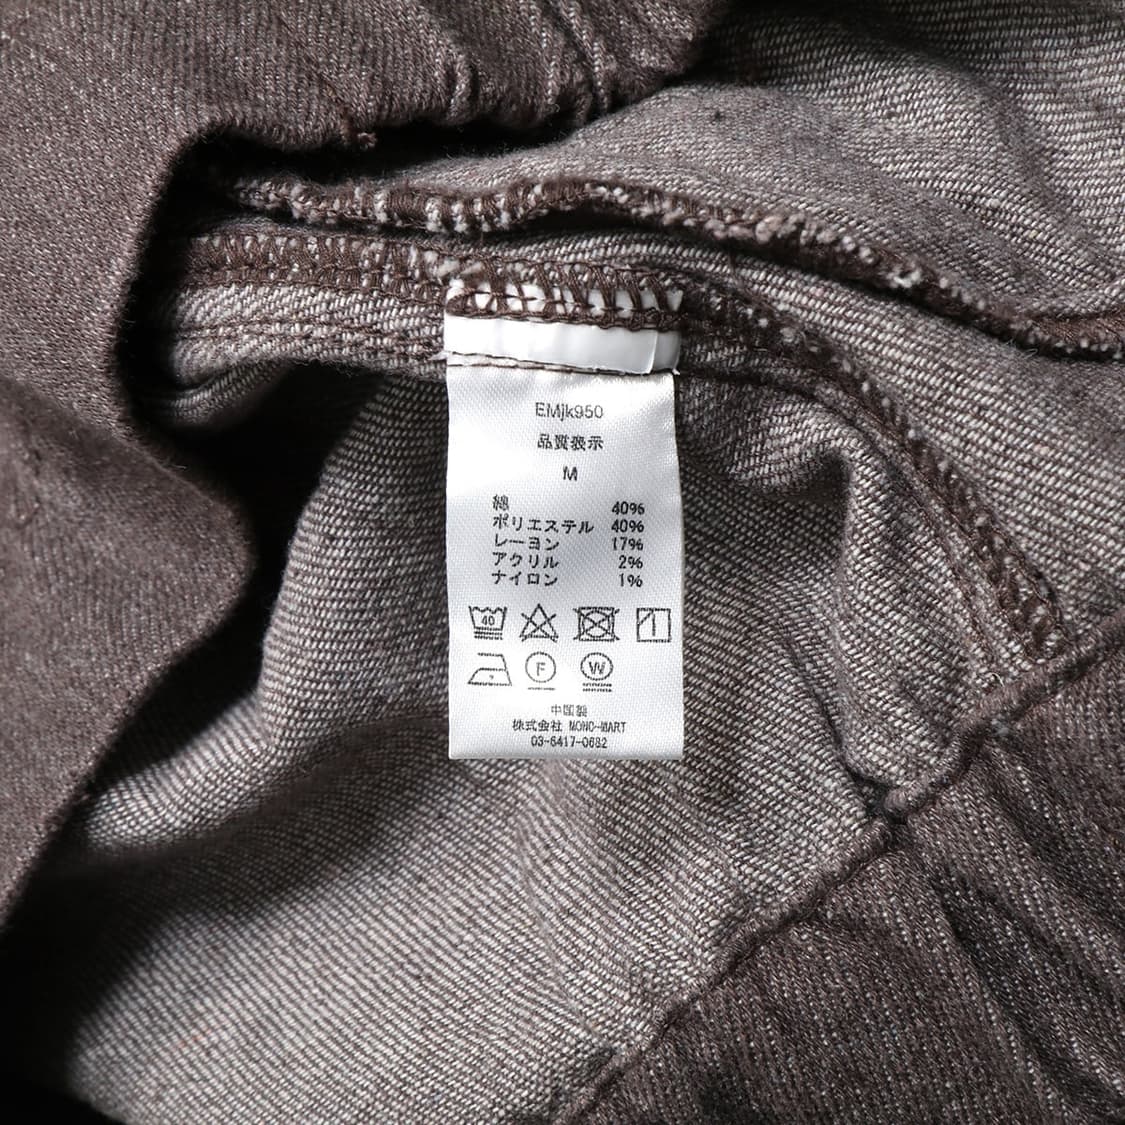 EMjk950
品質表示
M
綿 40%
ポリエステル 40%
レーヨン 17%
アクリル 2%
ナイロン 1%
40
F W
中国製
株式会社 MONO-MART
03-6417-0682